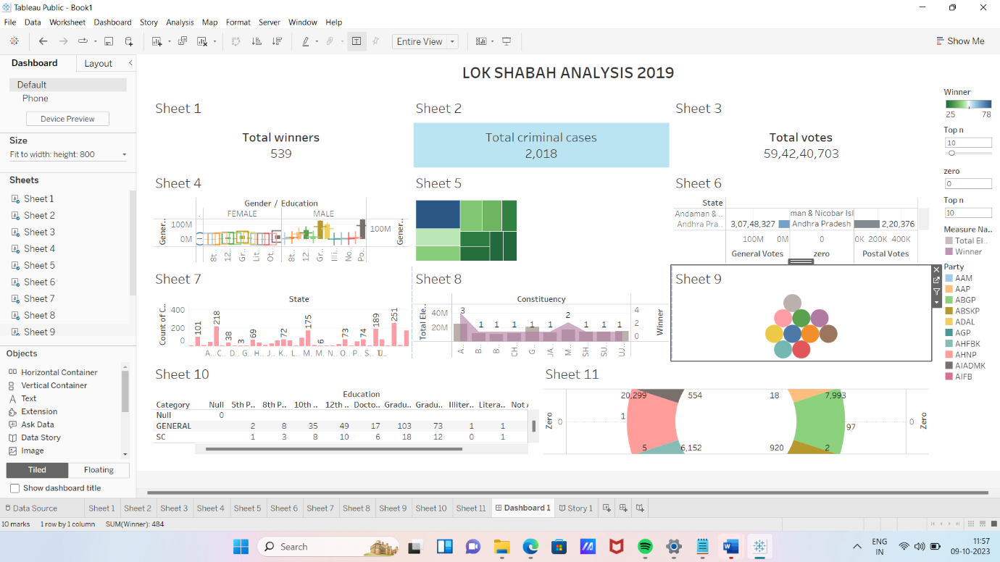 Tableau Public - Book1
File Data Worksheet Dashboard Story Analysis Map Format Server Window Help
Entire View
Show Me
Dashboard Layout
Default
Phone
Device Preview
Size
Fit to width: height: 800
Sheets
Sheet 1
Sheet 2
Sheet 3
Sheet 4
Sheet 5
Sheet 6
Sheet 7
Sheet 8
Sheet 9
Objects
Horizontal Container
Vertical Container
Text
Extension
Ask Data
Data Story
Image
Tiled Floating
Show dashboard title
LOK SHABAH ANALYSIS 2019
Sheet 1
Total winners
539
Sheet 2
Total criminal cases
2,018
Sheet 3
Total votes
59,42,40,703
Sheet 4
Gender / Education
FEMALE MALE
Gener..
100M
0M
8t.. 12.. Gr.. Lit.. Ot.. 8t.. 12.. Gr.. Illi.. No.. Po..
100M
Gener..
Sheet 5
Sheet 6
State
Andaman & .. man & Nicobar Isl
Andhra Pra.. 3,07,48,327 Andhra Pradesh 2,20,376
100M 0M 0 0K 200K 400K
General Votes zero Postal Votes
Sheet 7
State
Count of C..
400
200
0
101 218 38 3 69 72 175 6 73 74 189 251
A.. C.. D.. G.. H.. J.. K.. L.. M.. M.. N.. O.. P.. S.. U..
Sheet 8
Constituency
Total Ele..
40M
20M
3 1 1 1 1 1 2 1 1 1
4
2
0
Winner
A.. B.. B.. CH.. G.. JA.. M.. SH.. SU.. UJ..
Sheet 9
Sheet 10
Education
Category Null 5th P.. 8th P.. 10th .. 12th .. Docto.. Gradu.. Gradu.. Illiter.. Litera.. Not
Null 0
GENERAL 2 8 35 49 17 103 73 1 1
SC 1 3 8 10 6 18 12 0 1
Sheet 11
Zero
0
20,299 554
1
5 6,152
18 7,993
97
920 2
0
Zero
Winner
25 78
Top n
10
zero
0
Top n
10
Measure Na..
Total El..
Winner
Party
AAM
AAP
ABGP
ABSKP
ADAL
AGP
AHFBK
AHNP
AIADMK
AIFB
Data Source Sheet 1 Sheet 2 Sheet 3 Sheet 4 Sheet 5 Sheet 6 Sheet 7 Sheet 8 Sheet 9 Sheet 10 Sheet 11 Dashboard 1 Story 1
10 marks 1 row by 1 column SUM(Winner): 484
Search
ENG
IN
11:57
09-10-2023